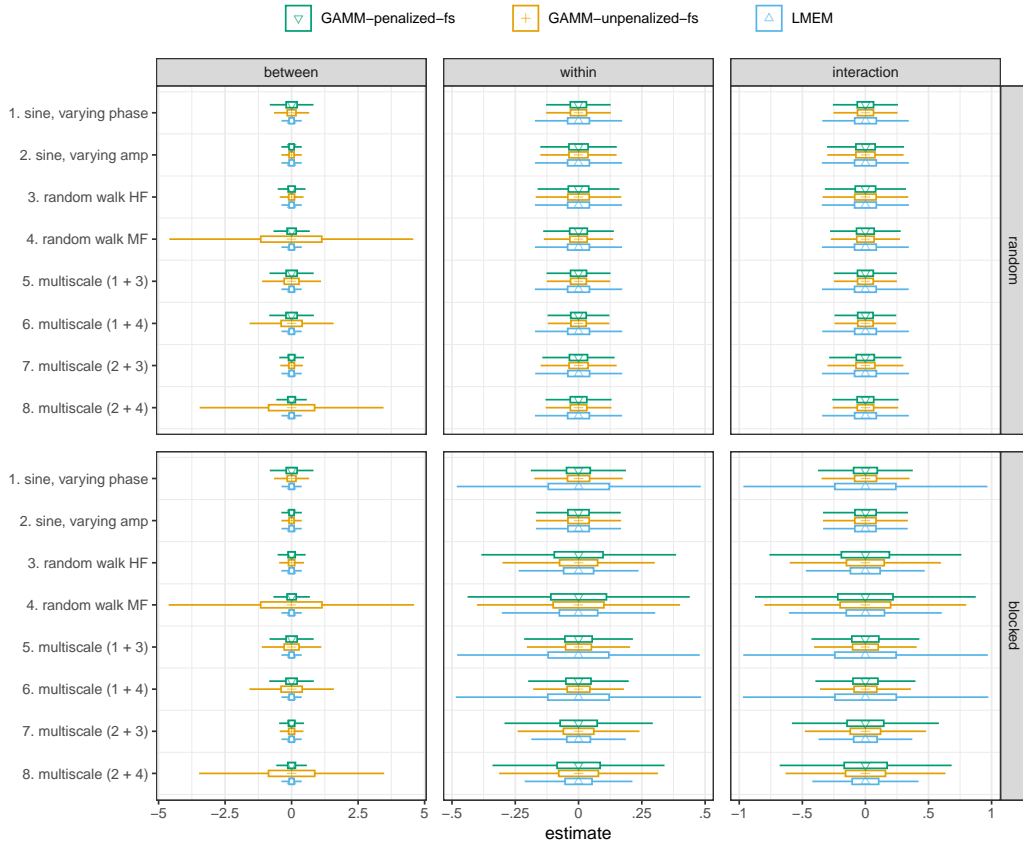 GAMM−penalized−fs GAMM−unpenalized−fs LMEM
between within interaction
1. sine, varying phase
2. sine, varying amp
3. random walk HF
4. random walk MF
5. multiscale (1 + 3)
6. multiscale (1 + 4)
7. multiscale (2 + 3)
8. multiscale (2 + 4)
random
1. sine, varying phase
2. sine, varying amp
3. random walk HF
4. random walk MF
5. multiscale (1 + 3)
6. multiscale (1 + 4)
7. multiscale (2 + 3)
8. multiscale (2 + 4)
blocked
−5 −2.5 0 2.5 5 −.5 −.25 0 .25 .5 −1 −.5 0 .5 1
estimate